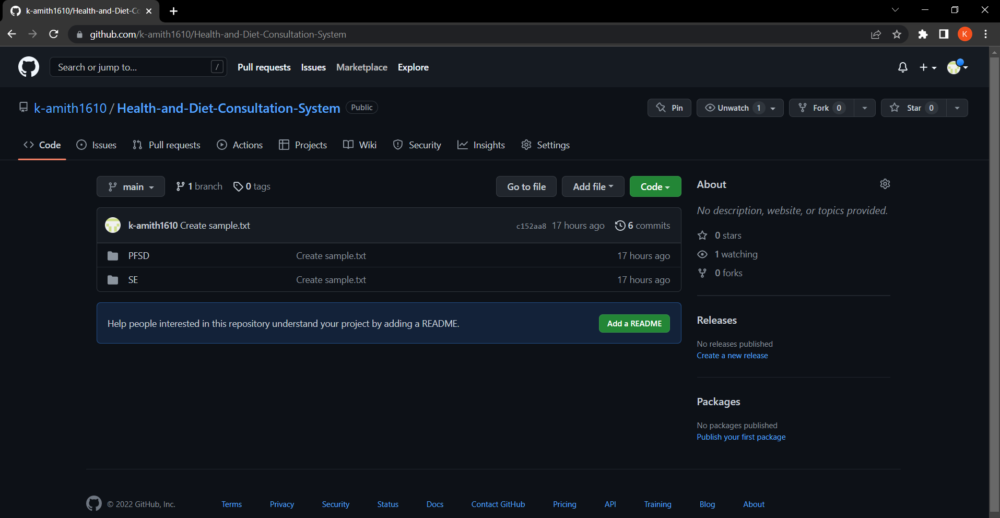 k-amith1610/Health-and-Diet-Co
github.com/k-amith1610/Health-and-Diet-Consultation-System
K
Search or jump to... /
Pull requests Issues Marketplace Explore
k-amith1610 / Health-and-Diet-Consultation-System Public
Pin Unwatch 1 Fork 0 Star 0
Code Issues Pull requests Actions Projects Wiki Security Insights Settings
main 1 branch 0 tags Go to file Add file Code
k-amith1610 Create sample.txt c152aa8 17 hours ago 6 commits
PFSD Create sample.txt 17 hours ago
SE Create sample.txt 17 hours ago
Help people interested in this repository understand your project by adding a README. Add a README
About
No description, website, or topics provided.
0 stars
1 watching
0 forks
Releases
No releases published
Create a new release
Packages
No packages published
Publish your first package
© 2022 GitHub, Inc. Terms Privacy Security Status Docs Contact GitHub Pricing API Training Blog About